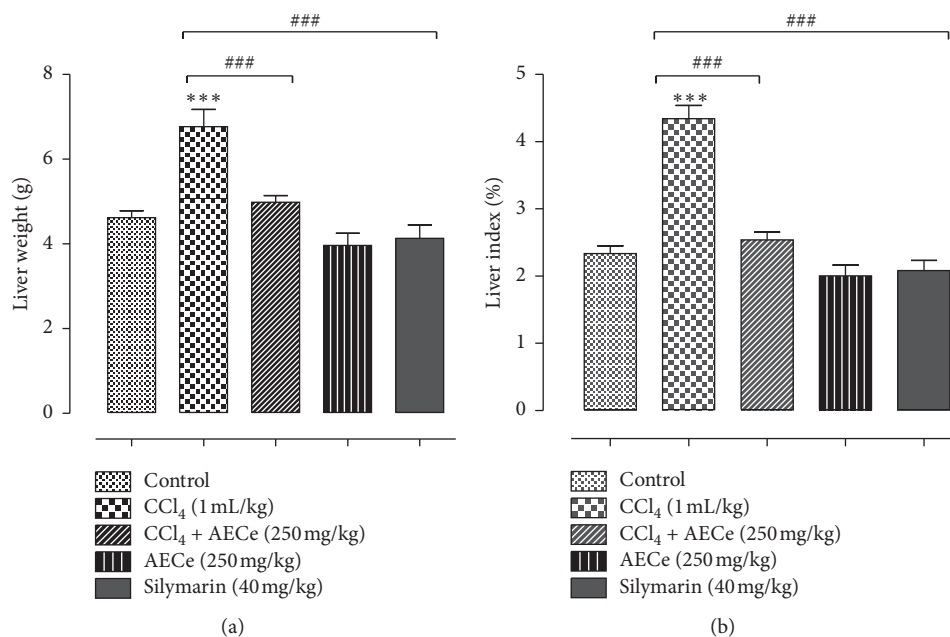 ###
###
***
8
6
4
2
0
Liver weight (g)
Control
CCl₄ (1 mL/kg)
CCl₄ + AECe (250 mg/kg)
AECe (250 mg/kg)
Silymarin (40 mg/kg)
(a)
###
###
***
5
4
3
2
1
0
Liver index (%)
Control
CCl₄ (1 mL/kg)
CCl₄ + AECe (250 mg/kg)
AECe (250 mg/kg)
Silymarin (40 mg/kg)
(b)